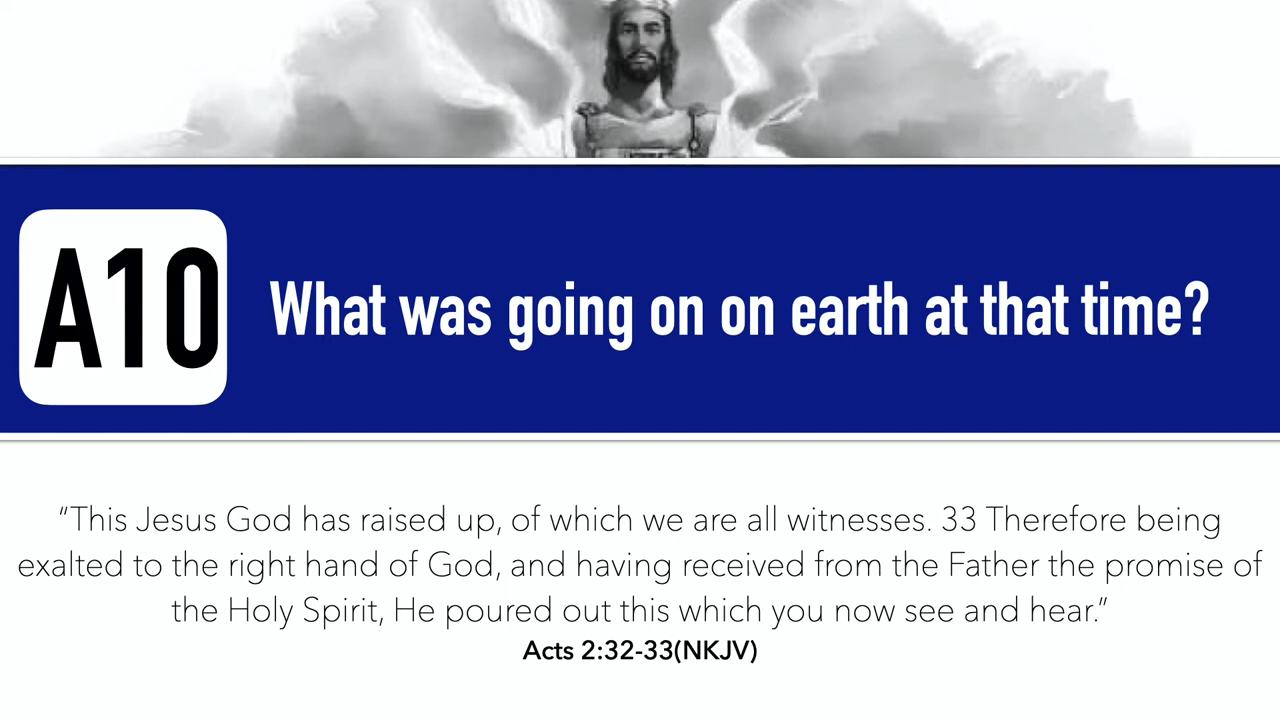 A10
What was going on on earth at that time?
“This Jesus God has raised up, of which we are all witnesses. 33 Therefore being
exalted to the right hand of God, and having received from the Father the promise of
the Holy Spirit, He poured out this which you now see and hear.”
Acts 2:32-33(NKJV)